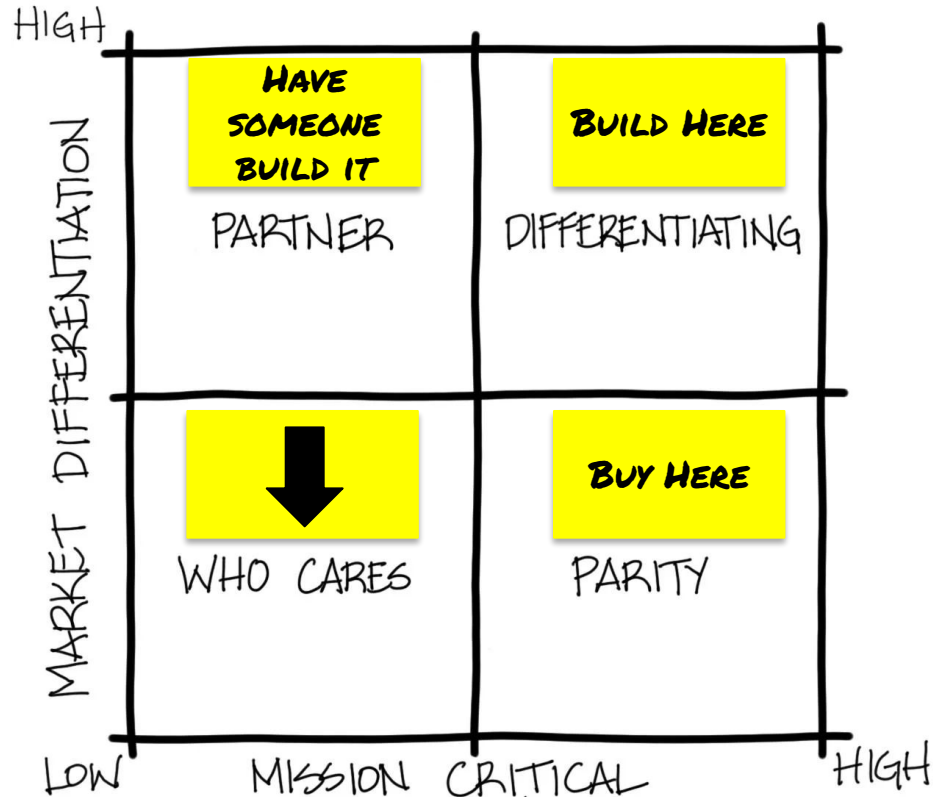 HIGH
HAVE
SOMEONE
BUILD IT
BUILD HERE
PARTNER
DIFFERENTIATING
MARKET DIFFERENTIATION
BUY HERE
WHO CARES
PARITY
LOW
MISSION CRITICAL
HIGH